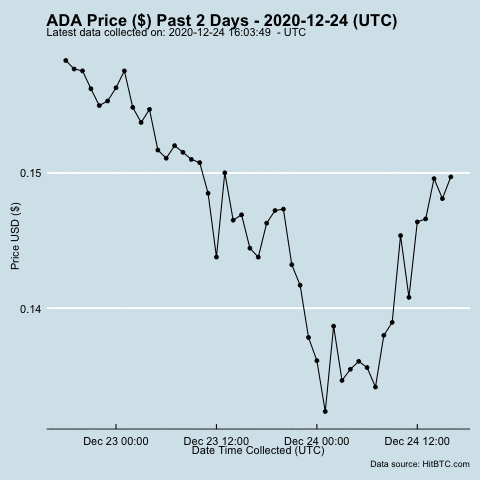 ADA Price ($) Past 2 Days - 2020-12-24 (UTC)
Latest data collected on: 2020-12-24 16:03:49 - UTC
0.15
Price USD ($)
0.14
Dec 23 00:00 Dec 23 12:00 Dec 24 00:00 Dec 24 12:00
Date Time Collected (UTC)
Data source: HitBTC.com